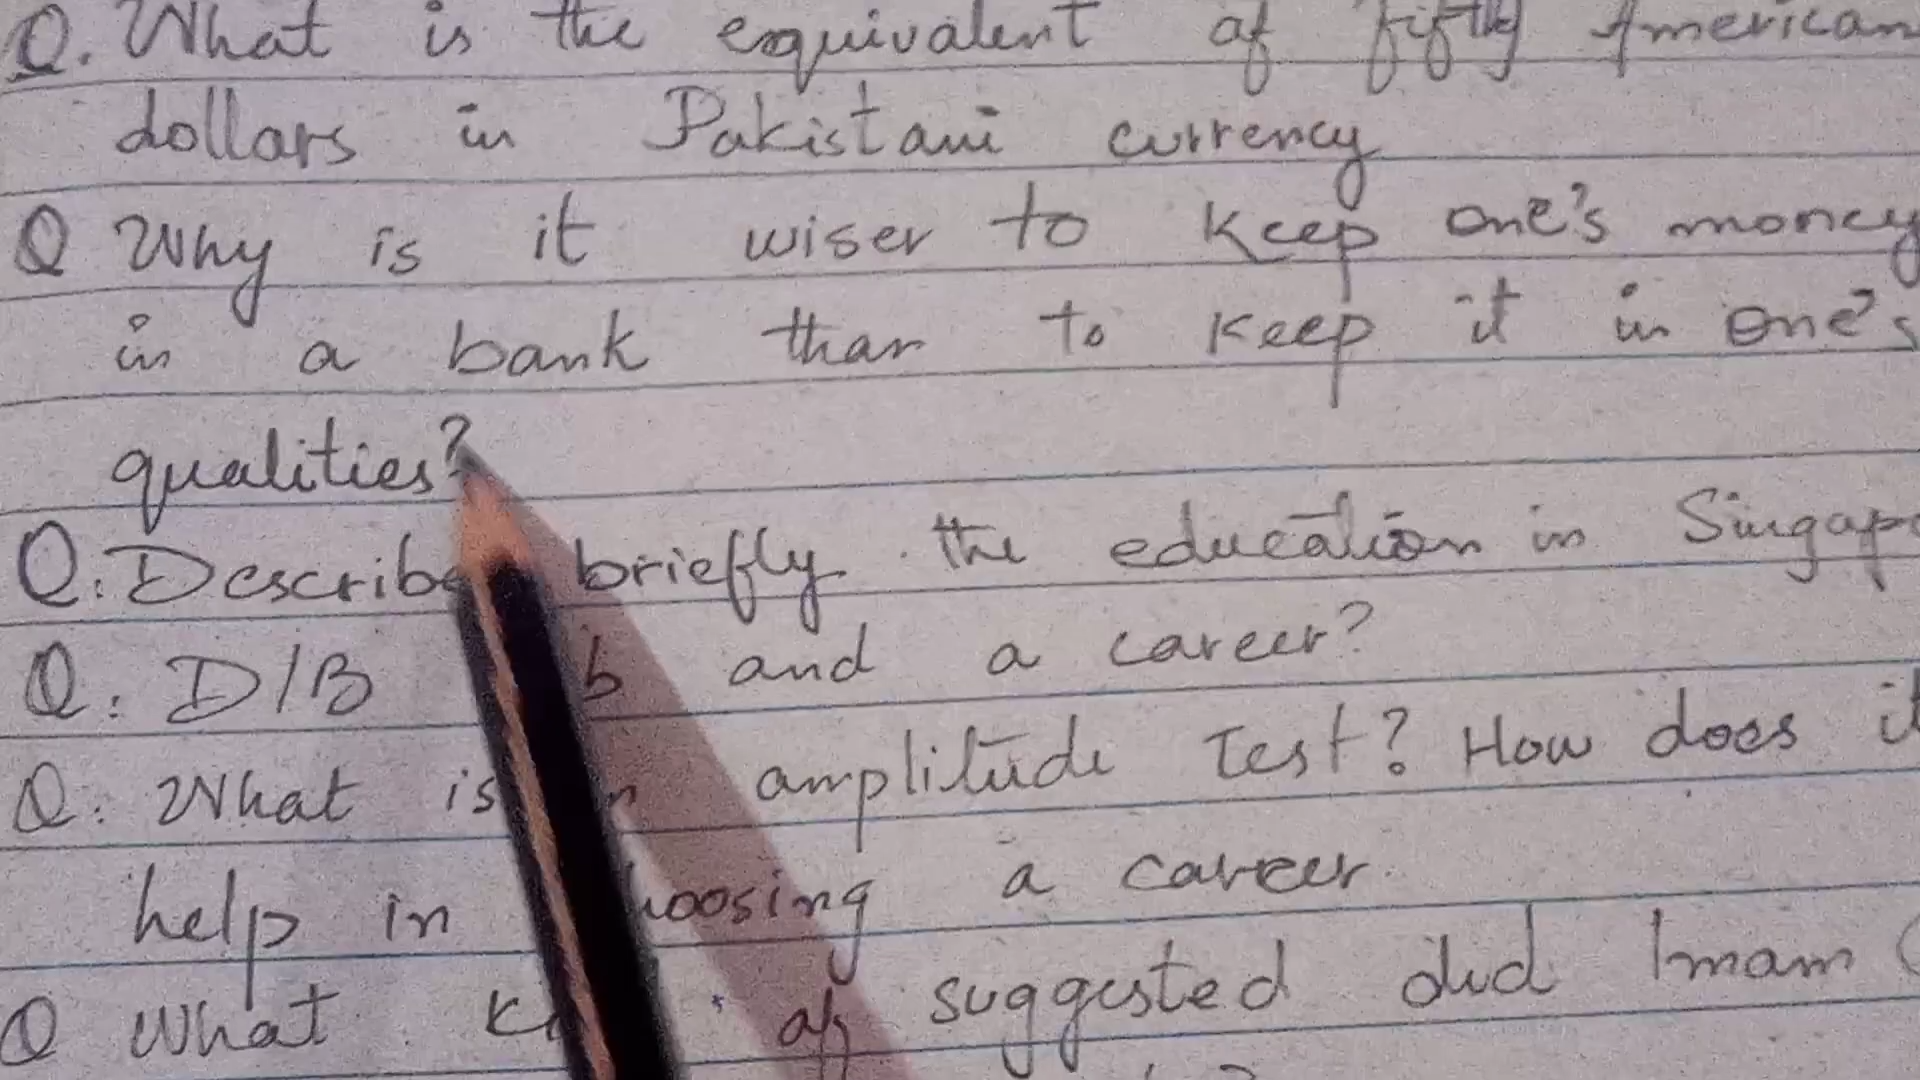 Q. What is the equivalent of fifty American
dollars in Pakistani currency
Q Why is it wiser to keep one's money
in a bank than to keep it in one's
qualities?
Q. Describe briefly the education in
Q. D/B and a career?
Q. What is amplitude Test? How does it
help in a career
Q What suggested did Imam